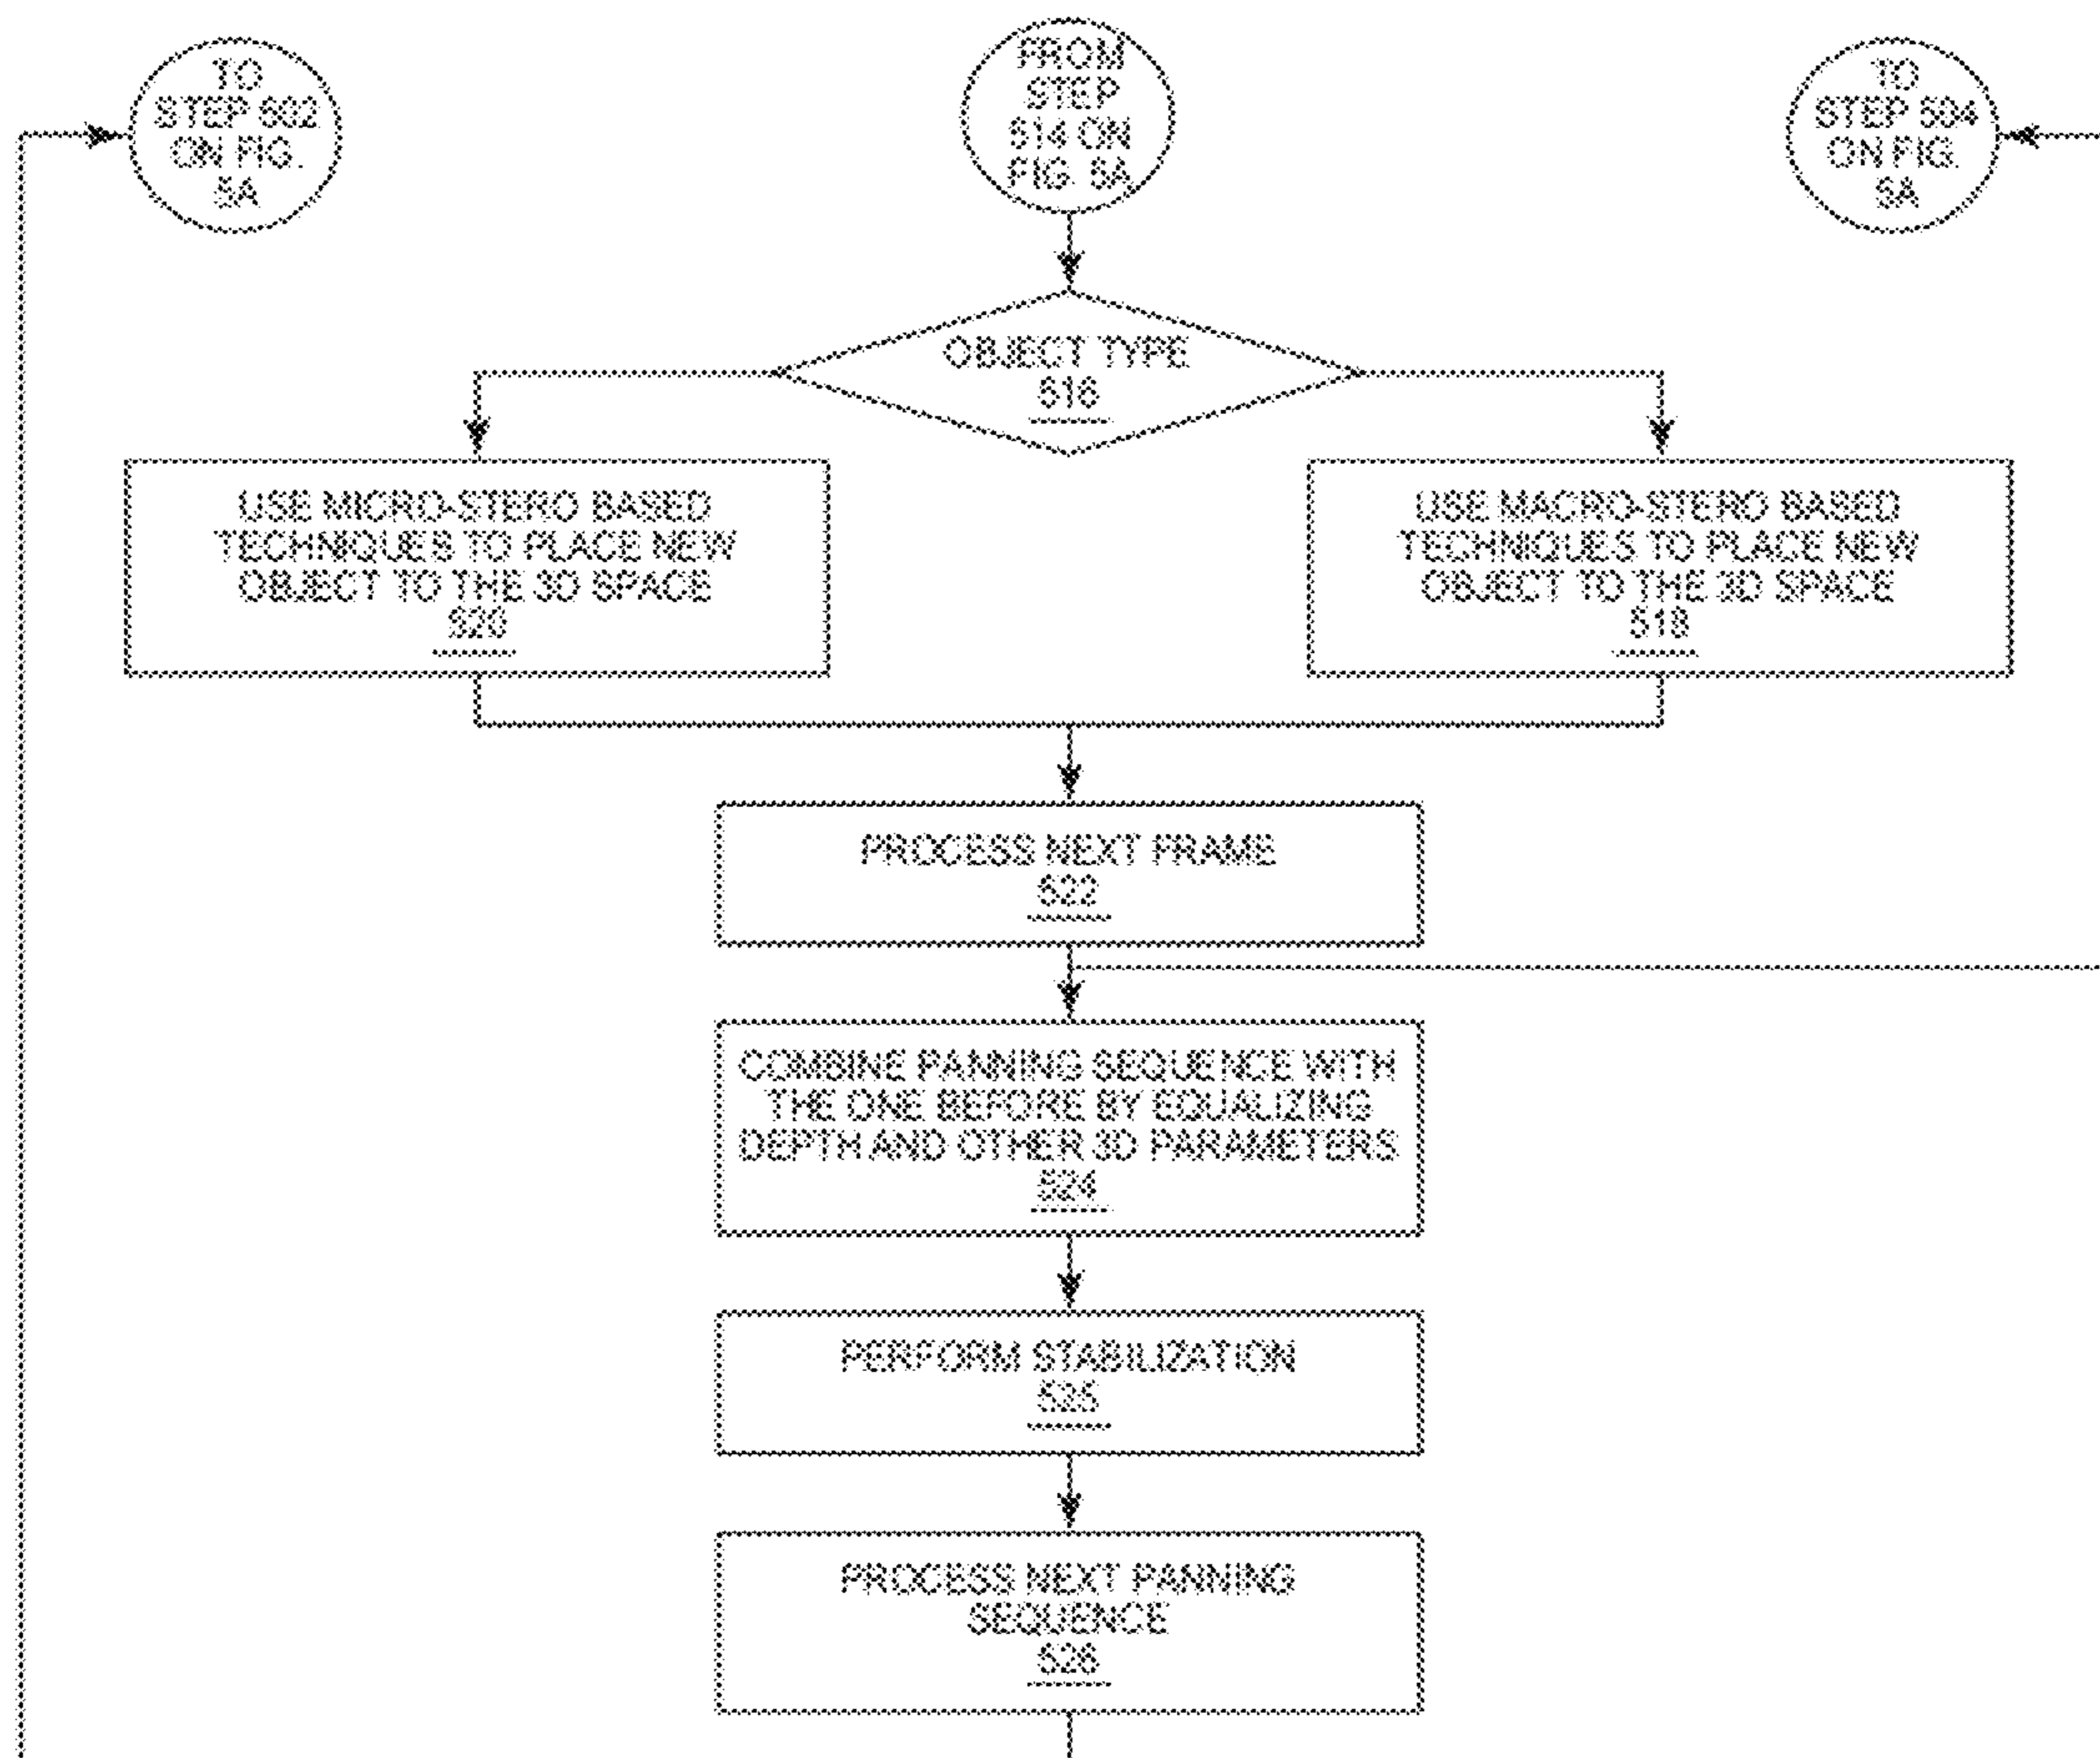 TO
STEP 502
ON FIG.
5A
FROM
STEP
514 ON
FIG. 5A
TO
STEP 504
ON FIG.
5A
OBJECT TYPE
516
USE MICRO-STERO BASED
TECHNIQUES TO PLACE NEW
OBJECT TO THE 3D SPACE
520
USE MACRO-STERO BASED
TECHNIQUES TO PLACE NEW
OBJECT TO THE 3D SPACE
518
PROCESS NEXT FRAME
522
COMBINE PANNING SEQUENCE WITH
THE ONE BEFORE BY EQUALIZING
DEPTH AND OTHER 3D PARAMETERS
524
PERFORM STABILIZATION
525
PROCESS NEXT PANNING
SEQUENCE
526